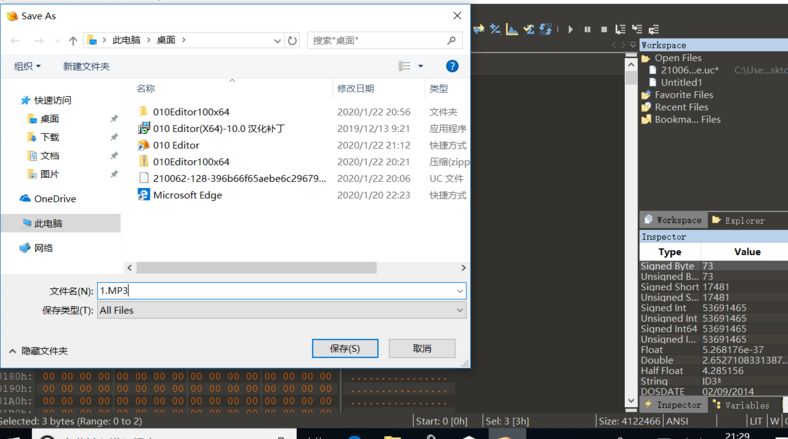 Save As
此电脑
桌面
搜索"桌面"
组织
新建文件夹
快速访问
桌面
下载
文档
图片
OneDrive
此电脑
网络
名称 修改日期 类型
010Editor100x64 2020/1/22 20:56 文件夹
010 Editor(X64)-10.0 汉化补丁 2019/12/13 9:21 应用程序
010 Editor 2020/1/22 21:12 快捷方式
010Editor100x64 2020/1/22 20:21 压缩(zipp
210062-128-396b66f65aebe6c29679... 2020/1/22 20:06 UC 文件
Microsoft Edge 2020/1/20 22:23 快捷方式
文件名(N): 1.MP3
保存类型(T): All Files
隐藏文件夹
保存(S)
取消
Workspace
Open Files
21006...e.uc* C:\Use...skto
Untitled1
Favorite Files
Recent Files
Bookma... Files
Workspace Explorer
Inspector
Type Value
Signed Byte 73
Unsigned B... 73
Signed Short 17481
Unsigned S... 17481
Signed Int 53691465
Unsigned Int 53691465
Signed Int64 53691465
Unsigned I... 53691465
Float 5.268176e-37
Double 2.6527108331387...
Half Float 4.285156
String
DOSDATE 02/09/2014
Inspector Variables
0180h: 00 00 00 00 00 00 00 00 00 00 00 00 00 00 00 00 ................
0190h: 00 00 00 00 00 00 00 00 00 00 00 00 00 00 00 00 ................
01A0h: 00 00 00 00 00 00 00 00 00 00 00 00 00 00 00 00 ................
Selected: 3 bytes (Range: 0 to 2) Start: 0 [0h] Sel: 3 [3h] Size: 4122466 ANSI LIT W
21:29